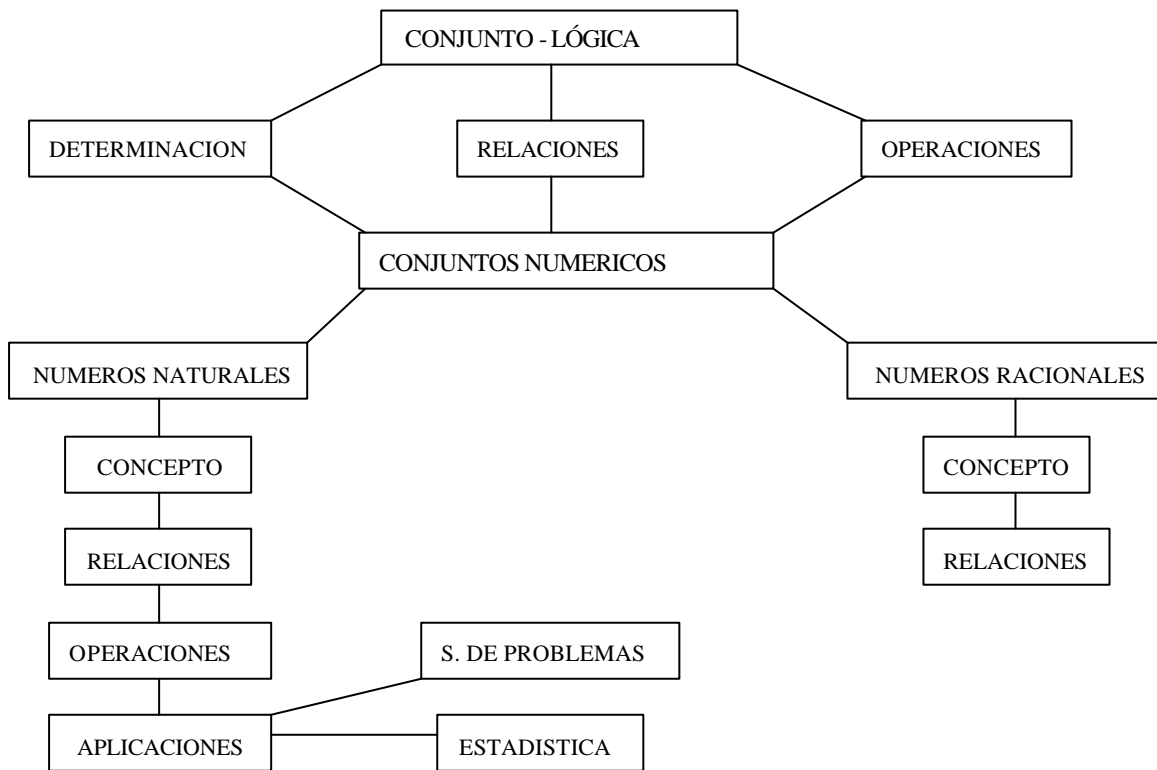 CONJUNTO - LÓGICA
DETERMINACION
RELACIONES
OPERACIONES
CONJUNTOS NUMERICOS
NUMEROS NATURALES
NUMEROS RACIONALES
CONCEPTO
CONCEPTO
RELACIONES
RELACIONES
OPERACIONES
S. DE PROBLEMAS
APLICACIONES
ESTADISTICA